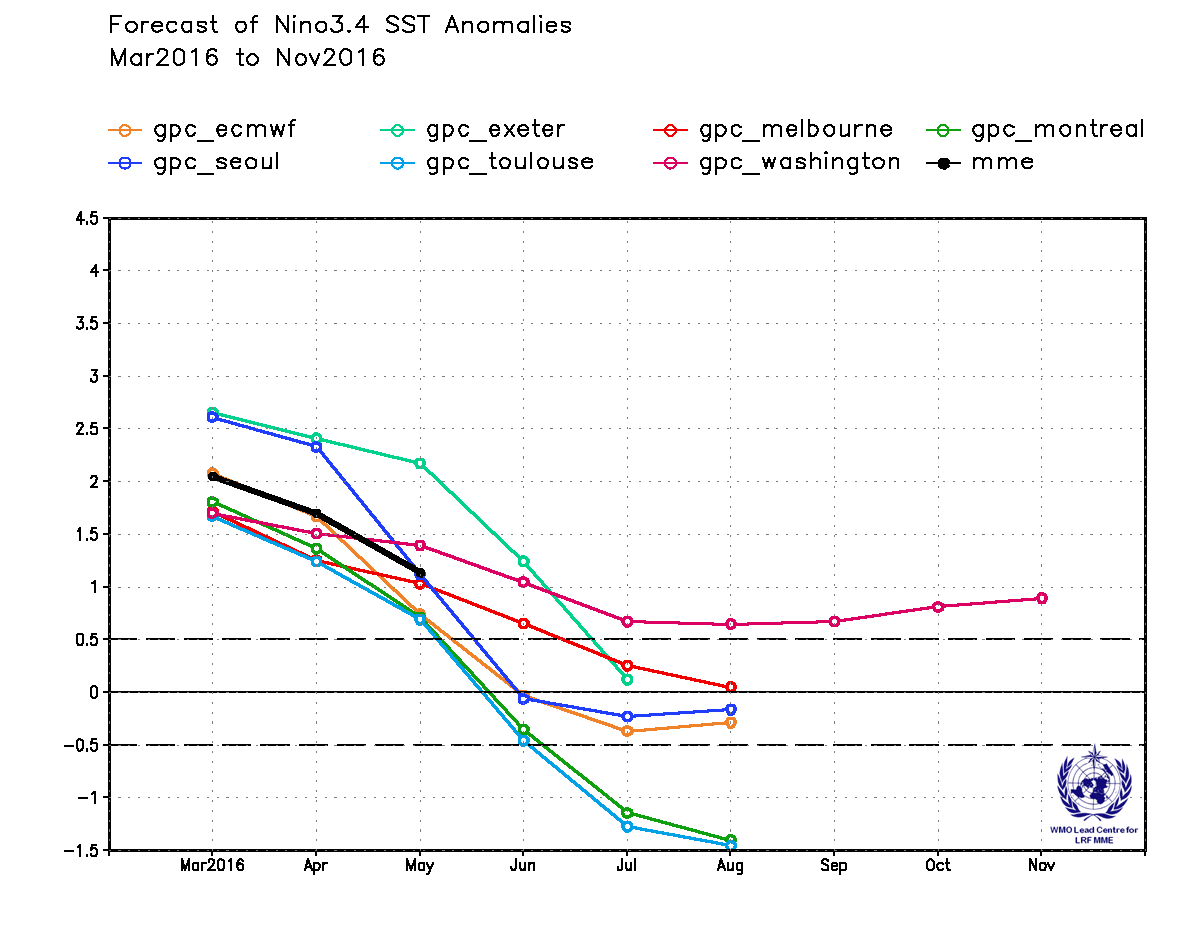 Forecast of Nino3.4 SST Anomalies
Mar2016 to Nov2016
gpc_ecmwf gpc_exeter gpc_melbourne gpc_montreal
gpc_seoul gpc_toulouse gpc_washington mme
4.5
4
3.5
3
2.5
2
1.5
1
0.5
0
-0.5
-1
-1.5
WMO Lead Centre for
LRF MME
Mar2016 Apr May Jun Jul Aug Sep Oct Nov